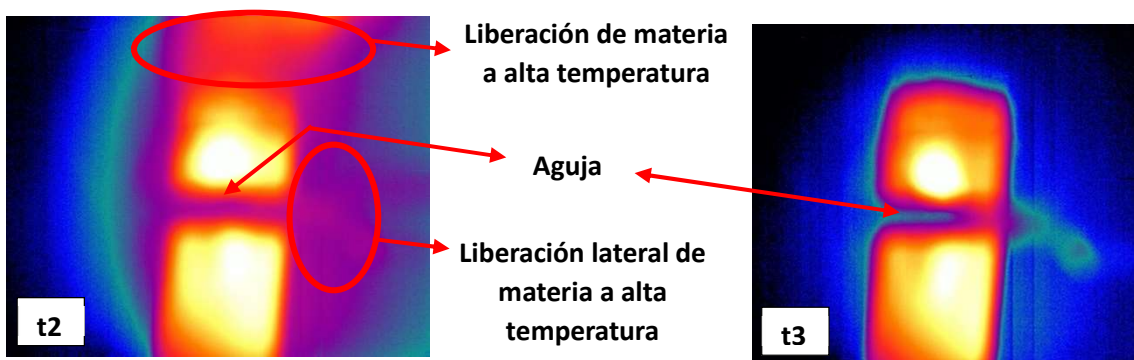 Liberación de materia
a alta temperatura
Aguja
Liberación lateral de
materia a alta
temperatura
t2
t3